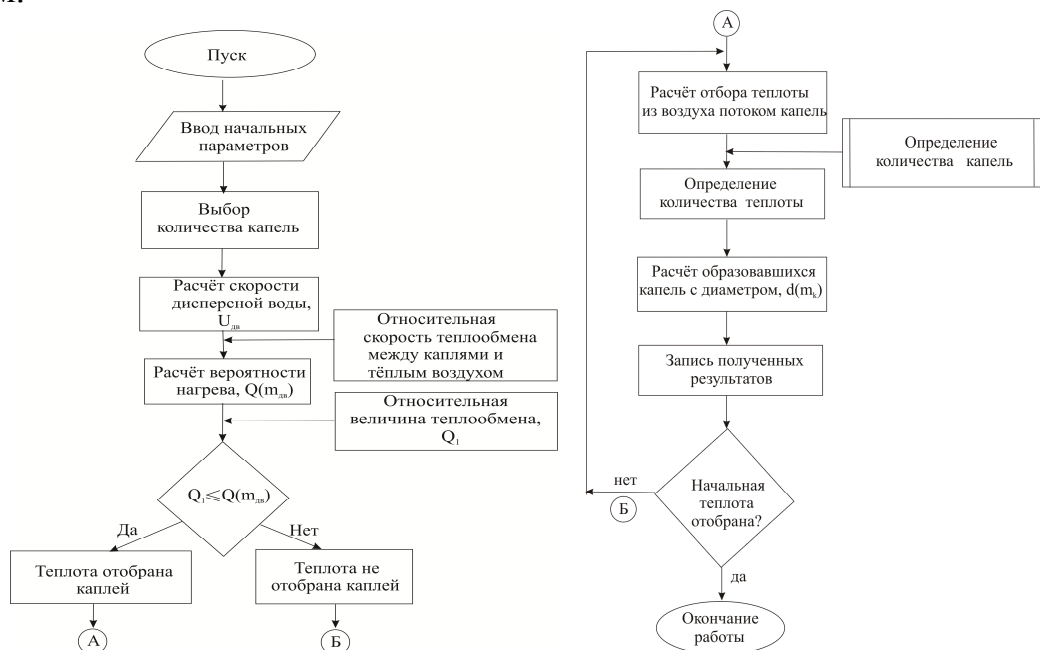 Пуск
Ввод начальных
параметров
Выбор
количества капель
Расчёт скорости
дисперсной воды,
Uдв
Относительная
скорость теплообмена
между каплями и
тёплым воздухом
Расчёт вероятности
нагрева, Q(mдв)
Относительная
величина теплообмена,
Q1
Q1⩽Q(mдв)
Да
Нет
Теплота отобрана
каплей
Теплота не
отобрана каплей
А
Б
А
Расчёт отбора теплоты
из воздуха потоком капель
Определение
количества капель
Определение
количества теплоты
Расчёт образовавшихся
капель с диаметром, d(mk)
Запись полученных
результатов
нет
Б
Начальная
теплота
отобрана?
да
Окончание
работы